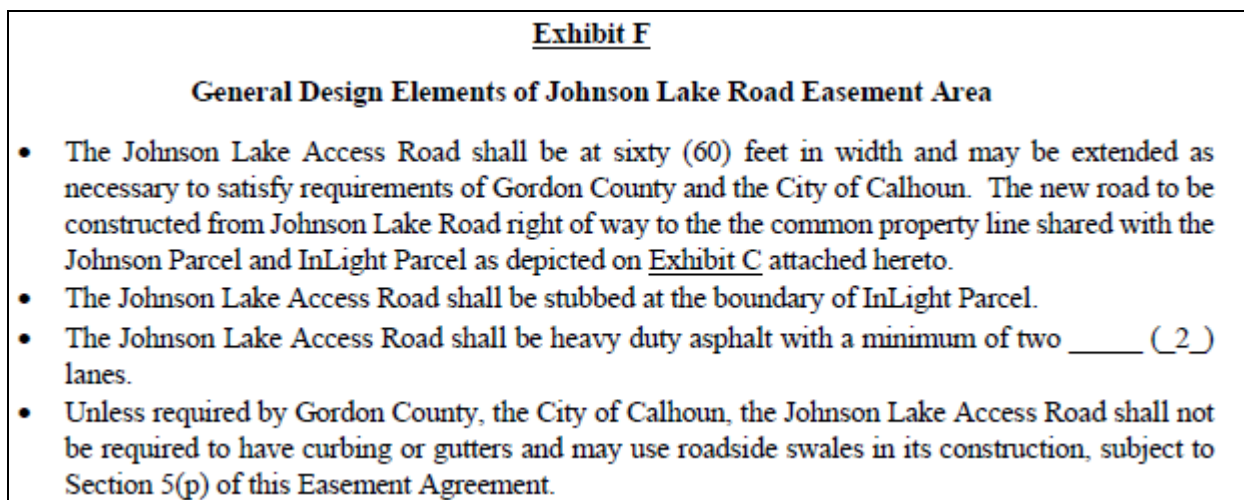 Exhibit F
General Design Elements of Johnson Lake Road Easement Area
• The Johnson Lake Access Road shall be at sixty (60) feet in width and may be extended as
necessary to satisfy requirements of Gordon County and the City of Calhoun. The new road to be
constructed from Johnson Lake Road right of way to the the common property line shared with the
Johnson Parcel and InLight Parcel as depicted on Exhibit C attached hereto.
• The Johnson Lake Access Road shall be stubbed at the boundary of InLight Parcel.
• The Johnson Lake Access Road shall be heavy duty asphalt with a minimum of two _____ (_2_)
lanes.
• Unless required by Gordon County, the City of Calhoun, the Johnson Lake Access Road shall not
be required to have curbing or gutters and may use roadside swales in its construction, subject to
Section 5(p) of this Easement Agreement.